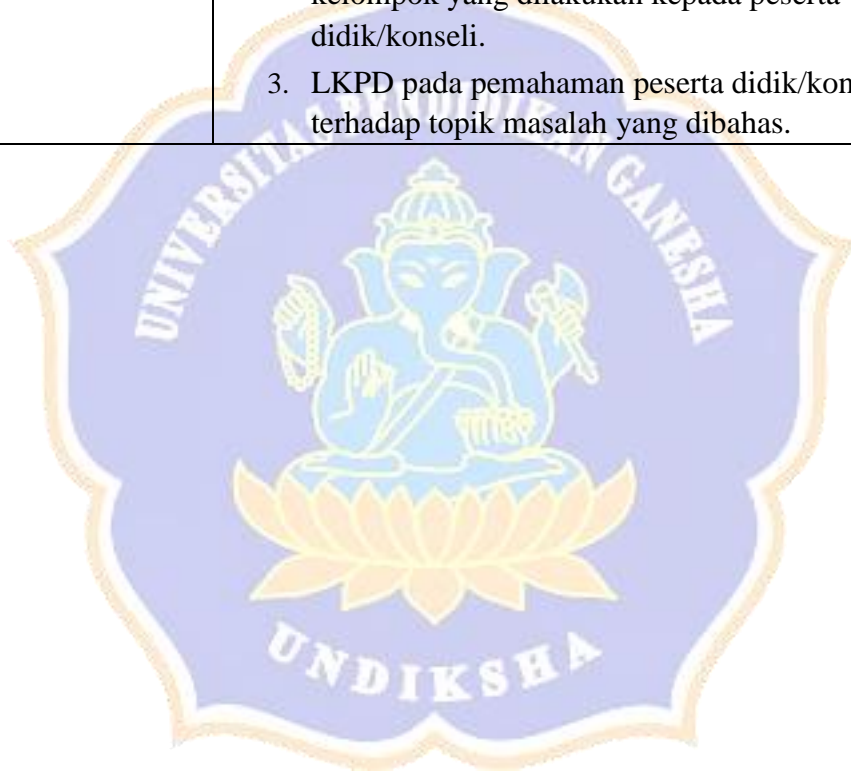 kelompok yang dilakukan kepada peserta
didik/konseli.
3. LKPD pada pemahaman peserta didik/kon
terhadap topik masalah yang dibahas.
UNIVERSITAS PENDIDIKAN GANESHA
UNDIKSHA